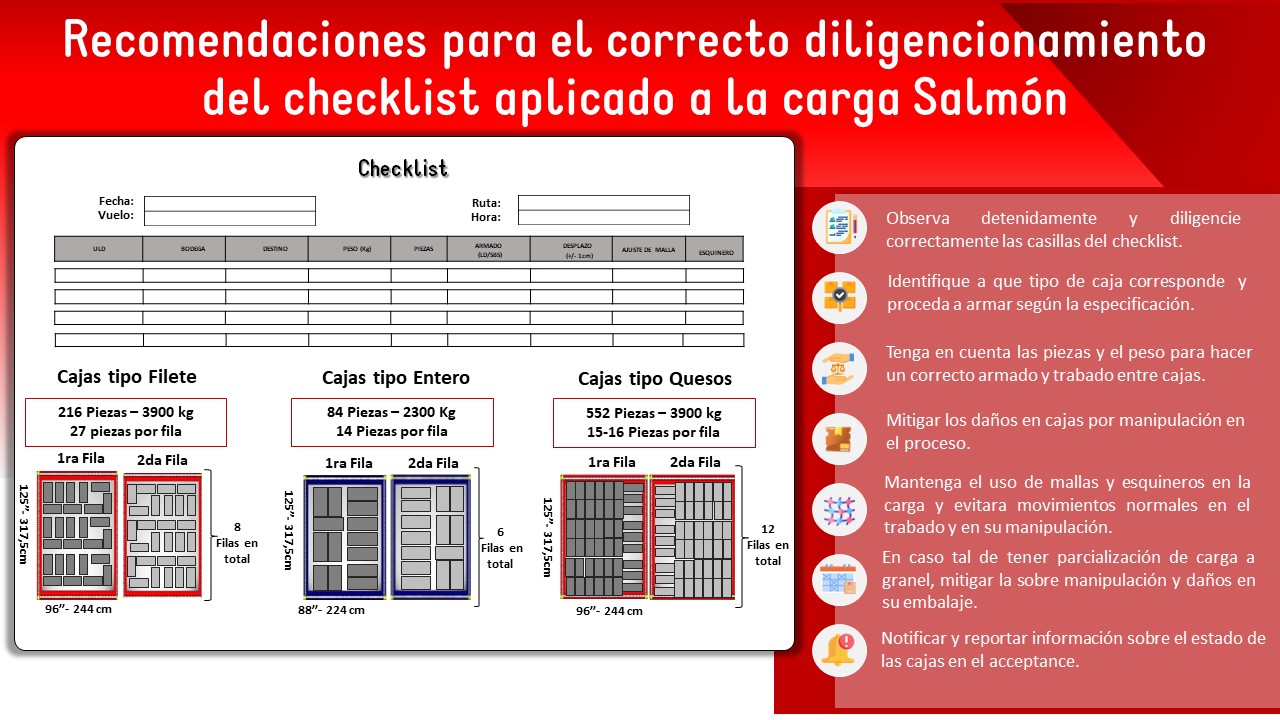 Recomendaciones para el correcto diligencionamiento
del checklist aplicado a la carga Salmón
Checklist
Fecha:
Vuelo:
Ruta:
Hora:
ULD BODEGA DESTINO PESO (Kg) PIEZAS ARMADO DESPLAZO AJUSTE DE MALLA ESQUINERO
(LD/SBS) (+/- 1cm)
Cajas tipo Filete
216 Piezas – 3900 kg
27 piezas por fila
1ra Fila 2da Fila
125”- 317,5cm
8
Filas en
total
96”- 244 cm
Cajas tipo Entero
84 Piezas – 2300 Kg
14 Piezas por fila
1ra Fila 2da Fila
125”- 317,5cm
6
Filas en
total
88”- 224 cm
Cajas tipo Quesos
552 Piezas – 3900 kg
15-16 Piezas por fila
1ra Fila 2da Fila
125”- 317,5cm
12
Filas en
total
96”- 244 cm
Observa detenidamente y diligencie
correctamente las casillas del checklist.
Identifique a que tipo de caja corresponde y
proceda a armar según la especificación.
Tenga en cuenta las piezas y el peso para hacer
un correcto armado y trabado entre cajas.
Mitigar los daños en cajas por manipulación en
el proceso.
Mantenga el uso de mallas y esquineros en la
carga y evitara movimientos normales en el
trabado y en su manipulación.
En caso tal de tener parcialización de carga a
granel, mitigar la sobre manipulación y daños en
su embalaje.
Notificar y reportar información sobre el estado de
las cajas en el acceptance.